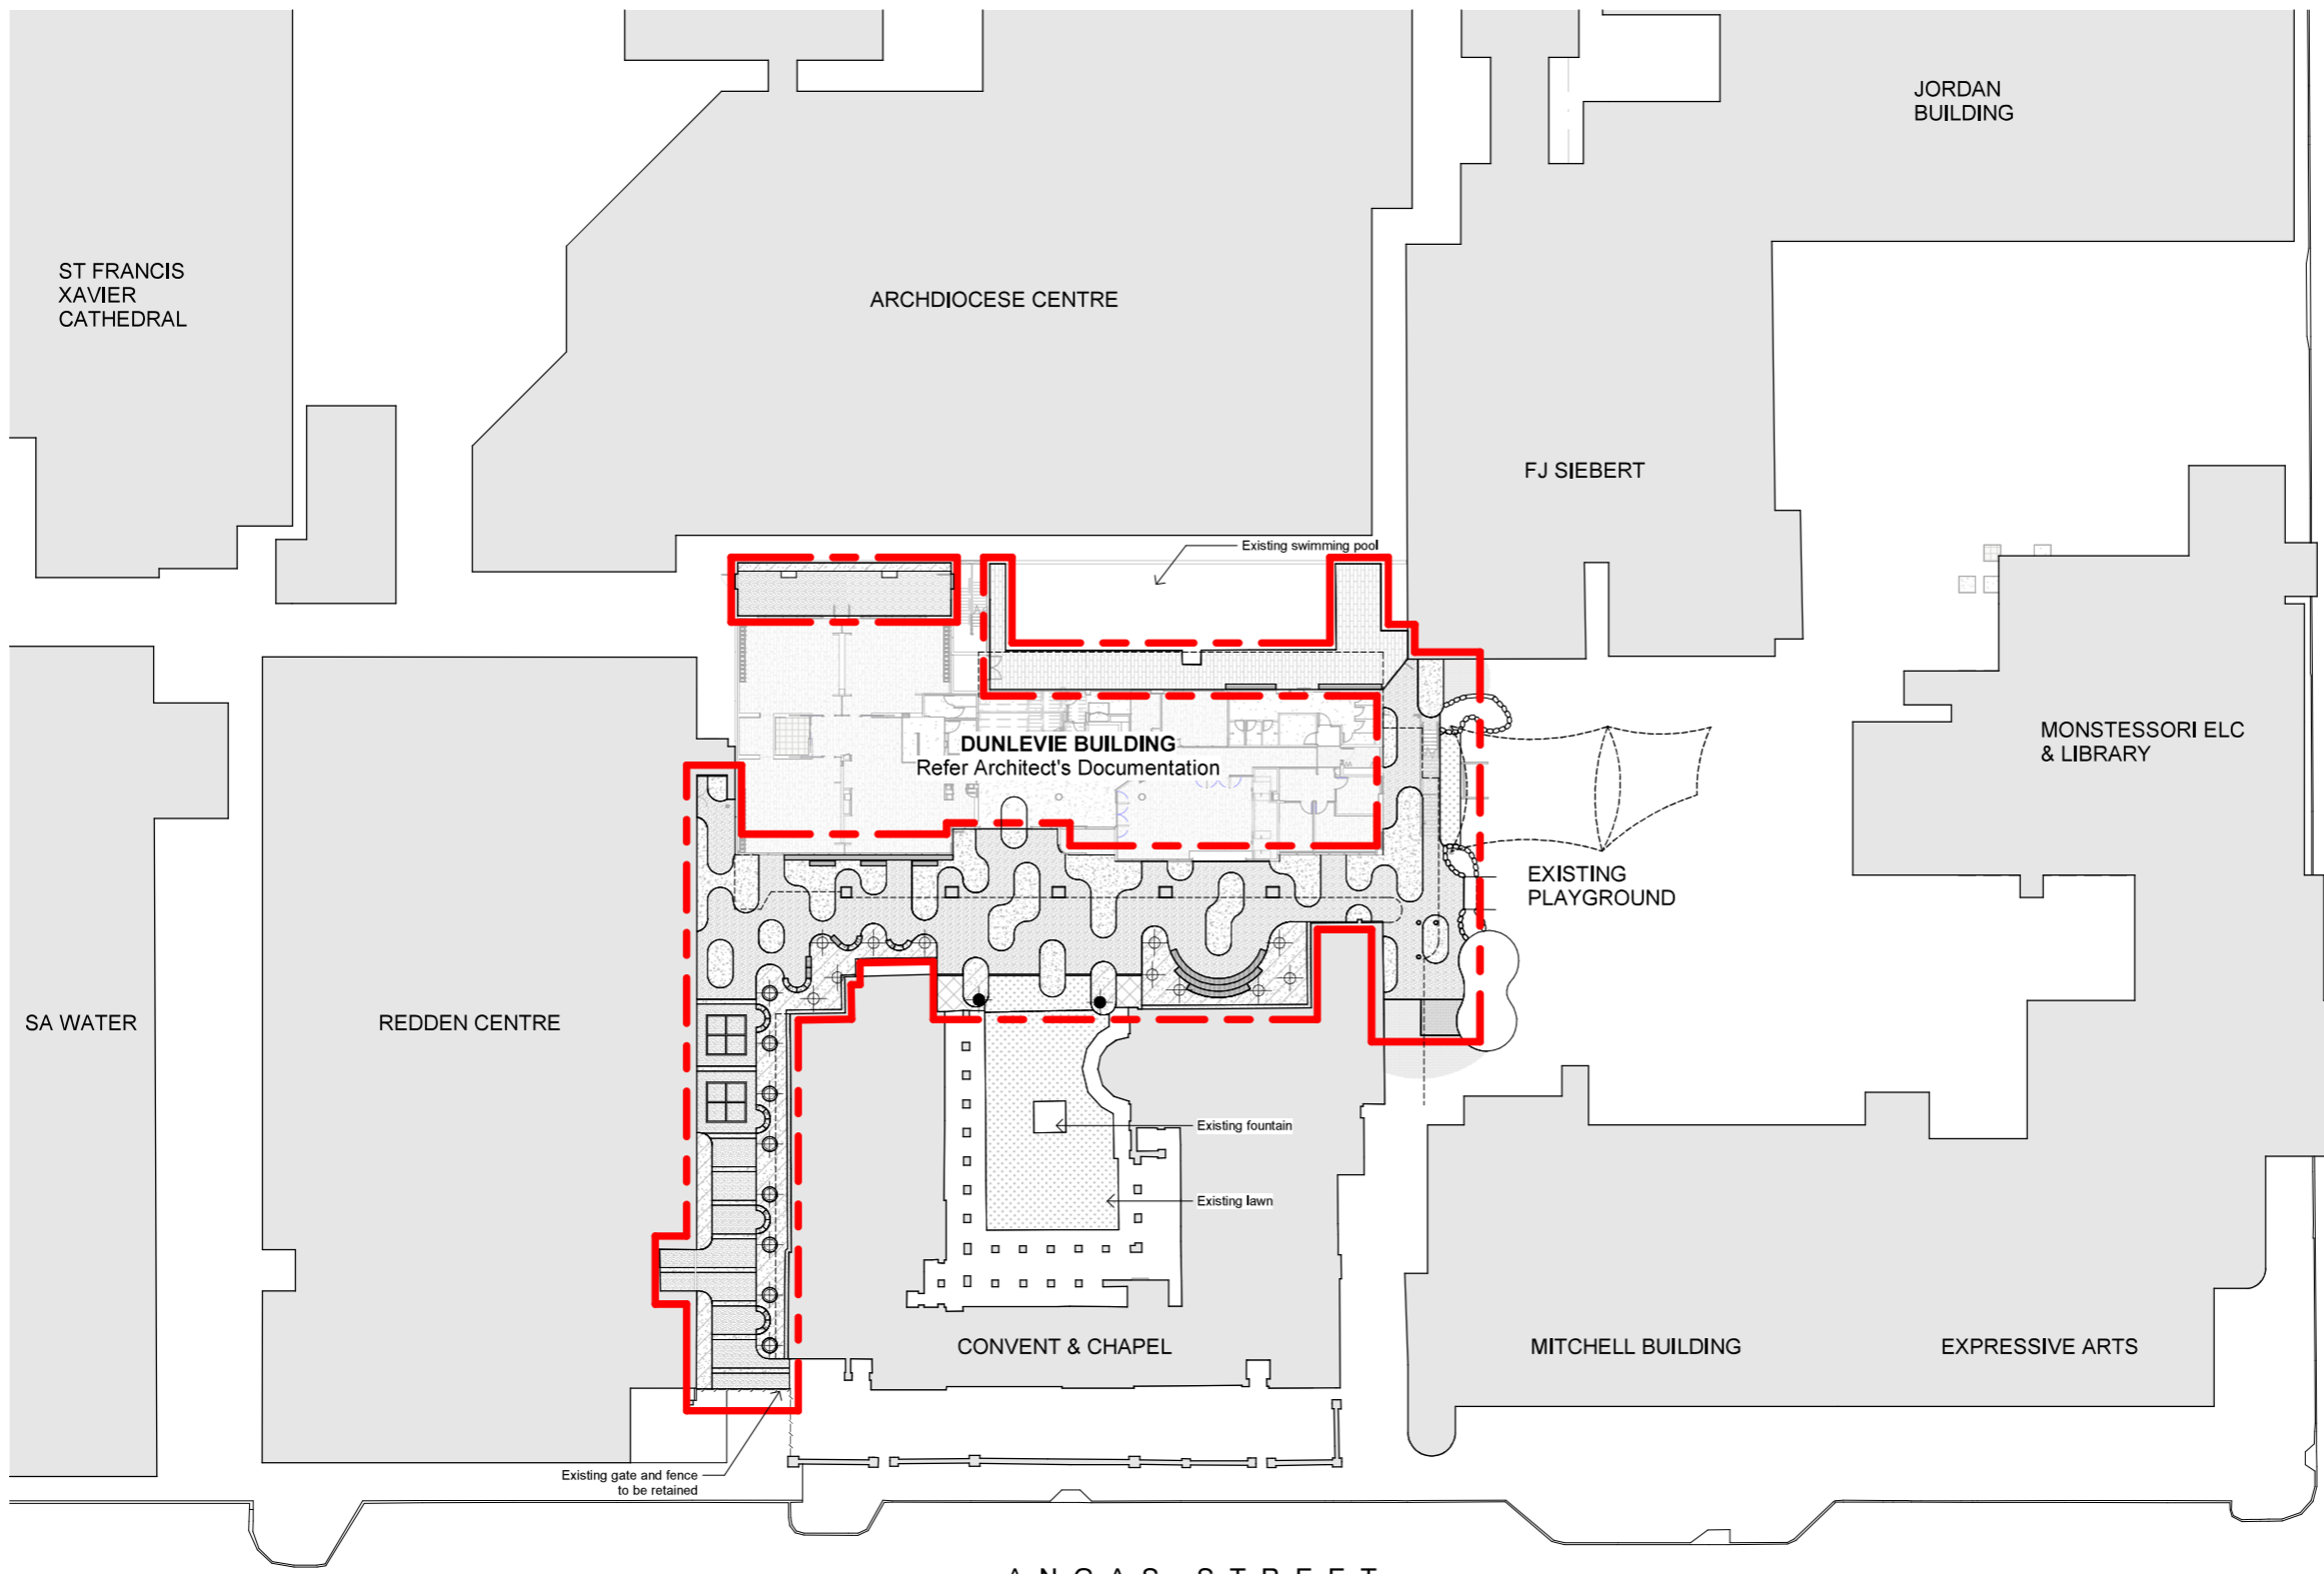 JORDAN
BUILDING
ST FRANCIS
XAVIER
CATHEDRAL
ARCHDIOCESE CENTRE
FJ SIEBERT
Existing swimming pool
DUNLEVIE BUILDING
Refer Architect's Documentation
MONSTESSORI ELC
& LIBRARY
EXISTING
PLAYGROUND
SA WATER
REDDEN CENTRE
Existing fountain
Existing lawn
CONVENT & CHAPEL
MITCHELL BUILDING
EXPRESSIVE ARTS
Existing gate and fence
to be retained
ANGAS STREET